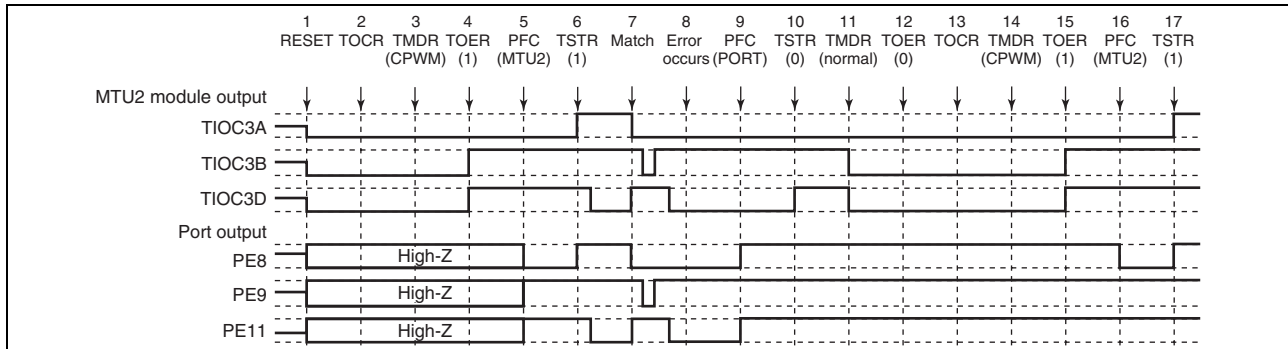 1 2 3 4 5 6 7 8 9 10 11 12 13 14 15 16 17
RESET TOCR TMDR TOER PFC TSTR Match Error PFC TSTR TMDR TOER TOCR TMDR TOER PFC TSTR
(CPWM) (1) (MTU2) (1) occurs (PORT) (0) (normal) (0) (CPWM) (1) (MTU2) (1)
MTU2 module output
TIOC3A
TIOC3B
TIOC3D
Port output
PE8 High-Z
PE9 High-Z
PE11 High-Z